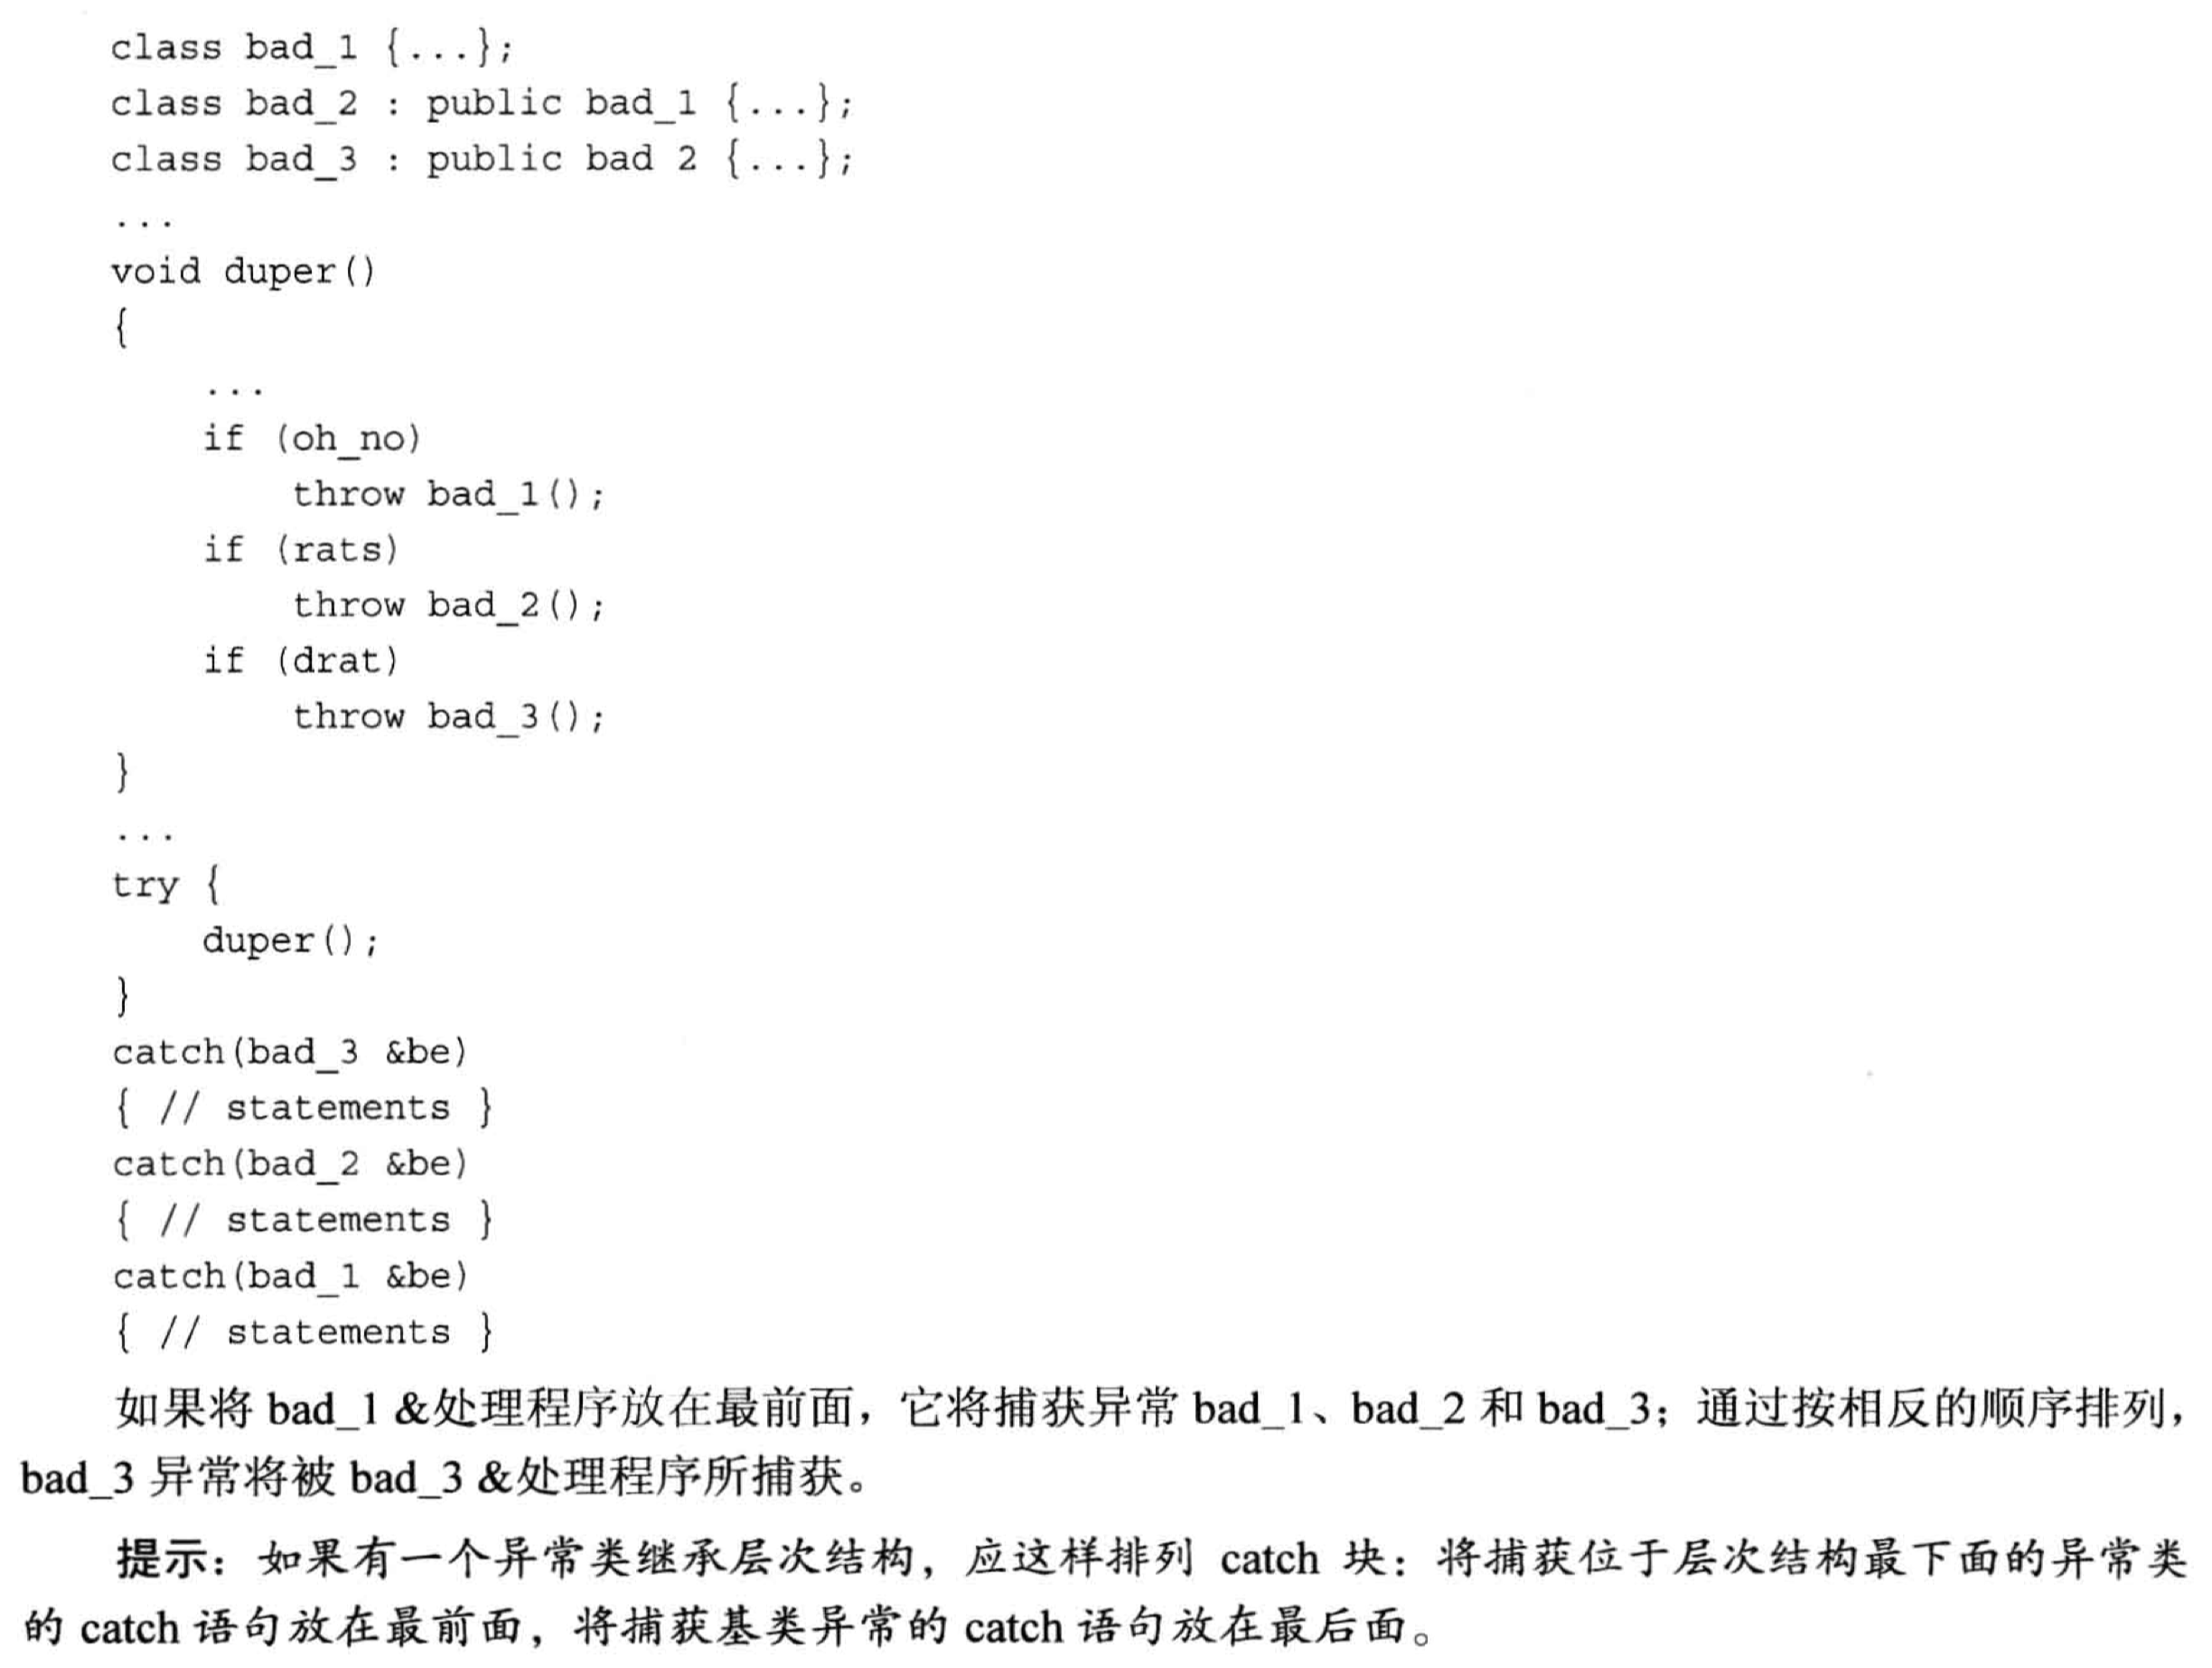 class bad_1 {...};
class bad_2 : public bad_1 {...};
class bad_3 : public bad 2 {...};
...
void duper()
{
...
if (oh_no)
throw bad_1();
if (rats)
throw bad_2();
if (drat)
throw bad_3();
}
...
try {
duper();
}
catch(bad_3 &be)
{ // statements }
catch(bad_2 &be)
{ // statements }
catch(bad_1 &be)
{ // statements }
如果将 bad_1 &处理程序放在最前面，它将捕获异常 bad_1、bad_2 和 bad_3；通过按相反的顺序排列，
bad_3 异常将被 bad_3 &处理程序所捕获。
提示：如果有一个异常类继承层次结构，应这样排列 catch 块：将捕获位于层次结构最下面的异常类
的 catch 语句放在最前面，将捕获基类异常的 catch 语句放在最后面。